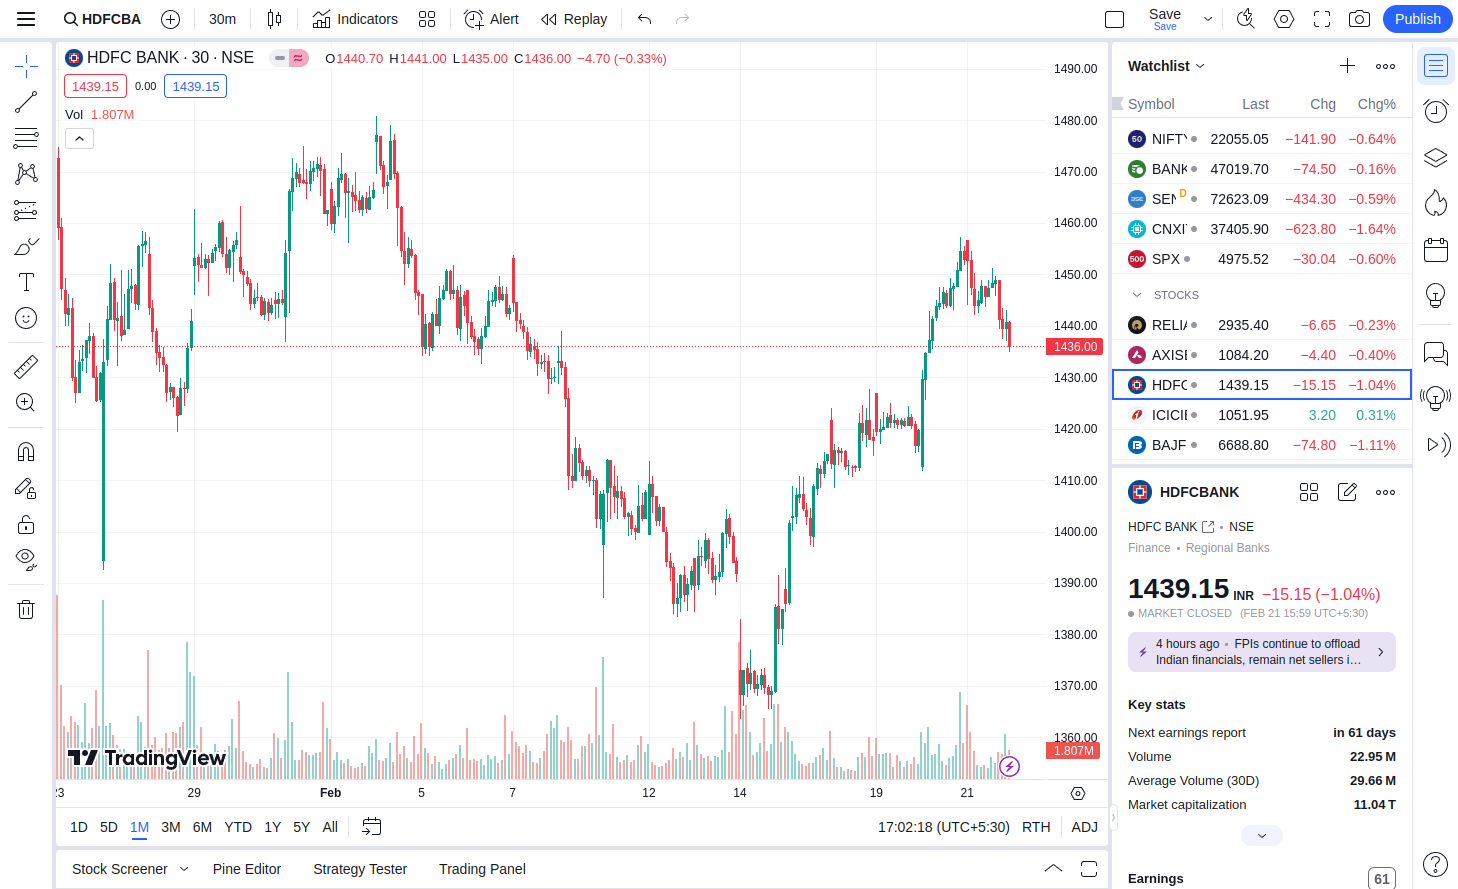 HDFCBA
30m
Indicators
Alert
Replay
Save
Save
Publish
HDFC BANK · 30 · NSE
O1440.70 H1441.00 L1435.00 C1436.00 −4.70 (−0.33%)
1439.15 0.00 1439.15
Vol 1.807M
1490.00
1480.00
1470.00
1460.00
1450.00
1440.00
1436.00
1430.00
1420.00
1410.00
1400.00
1390.00
1380.00
1370.00
1360.00
1.807M
TradingView
23 29 Feb 5 7 12 14 19 21
1D 5D 1M 3M 6M YTD 1Y 5Y All
17:02:18 (UTC+5:30) RTH ADJ
Stock Screener Pine Editor Strategy Tester Trading Panel
Watchlist
Symbol Last Chg Chg%
50 NIFTY 22055.05 −141.90 −0.64%
BANK 47019.70 −74.50 −0.16%
SEN D 72623.09 −434.30 −0.59%
CNXI 37405.90 −623.80 −1.64%
500 SPX 4975.52 −30.04 −0.60%
STOCKS
RELIA 2935.40 −6.65 −0.23%
AXISE 1084.20 −4.40 −0.40%
HDFC 1439.15 −15.15 −1.04%
ICICIE 1051.95 3.20 0.31%
BAJF 6688.80 −74.80 −1.11%
HDFCBANK
HDFC BANK · NSE
Finance • Regional Banks
1439.15 INR −15.15 (−1.04%)
MARKET CLOSED (FEB 21 15:59 UTC+5:30)
4 hours ago • FPIs continue to offload
Indian financials, remain net sellers i…
Key stats
Next earnings report in 61 days
Volume 22.95 M
Average Volume (30D) 29.66 M
Market capitalization 11.04 T
Earnings 61